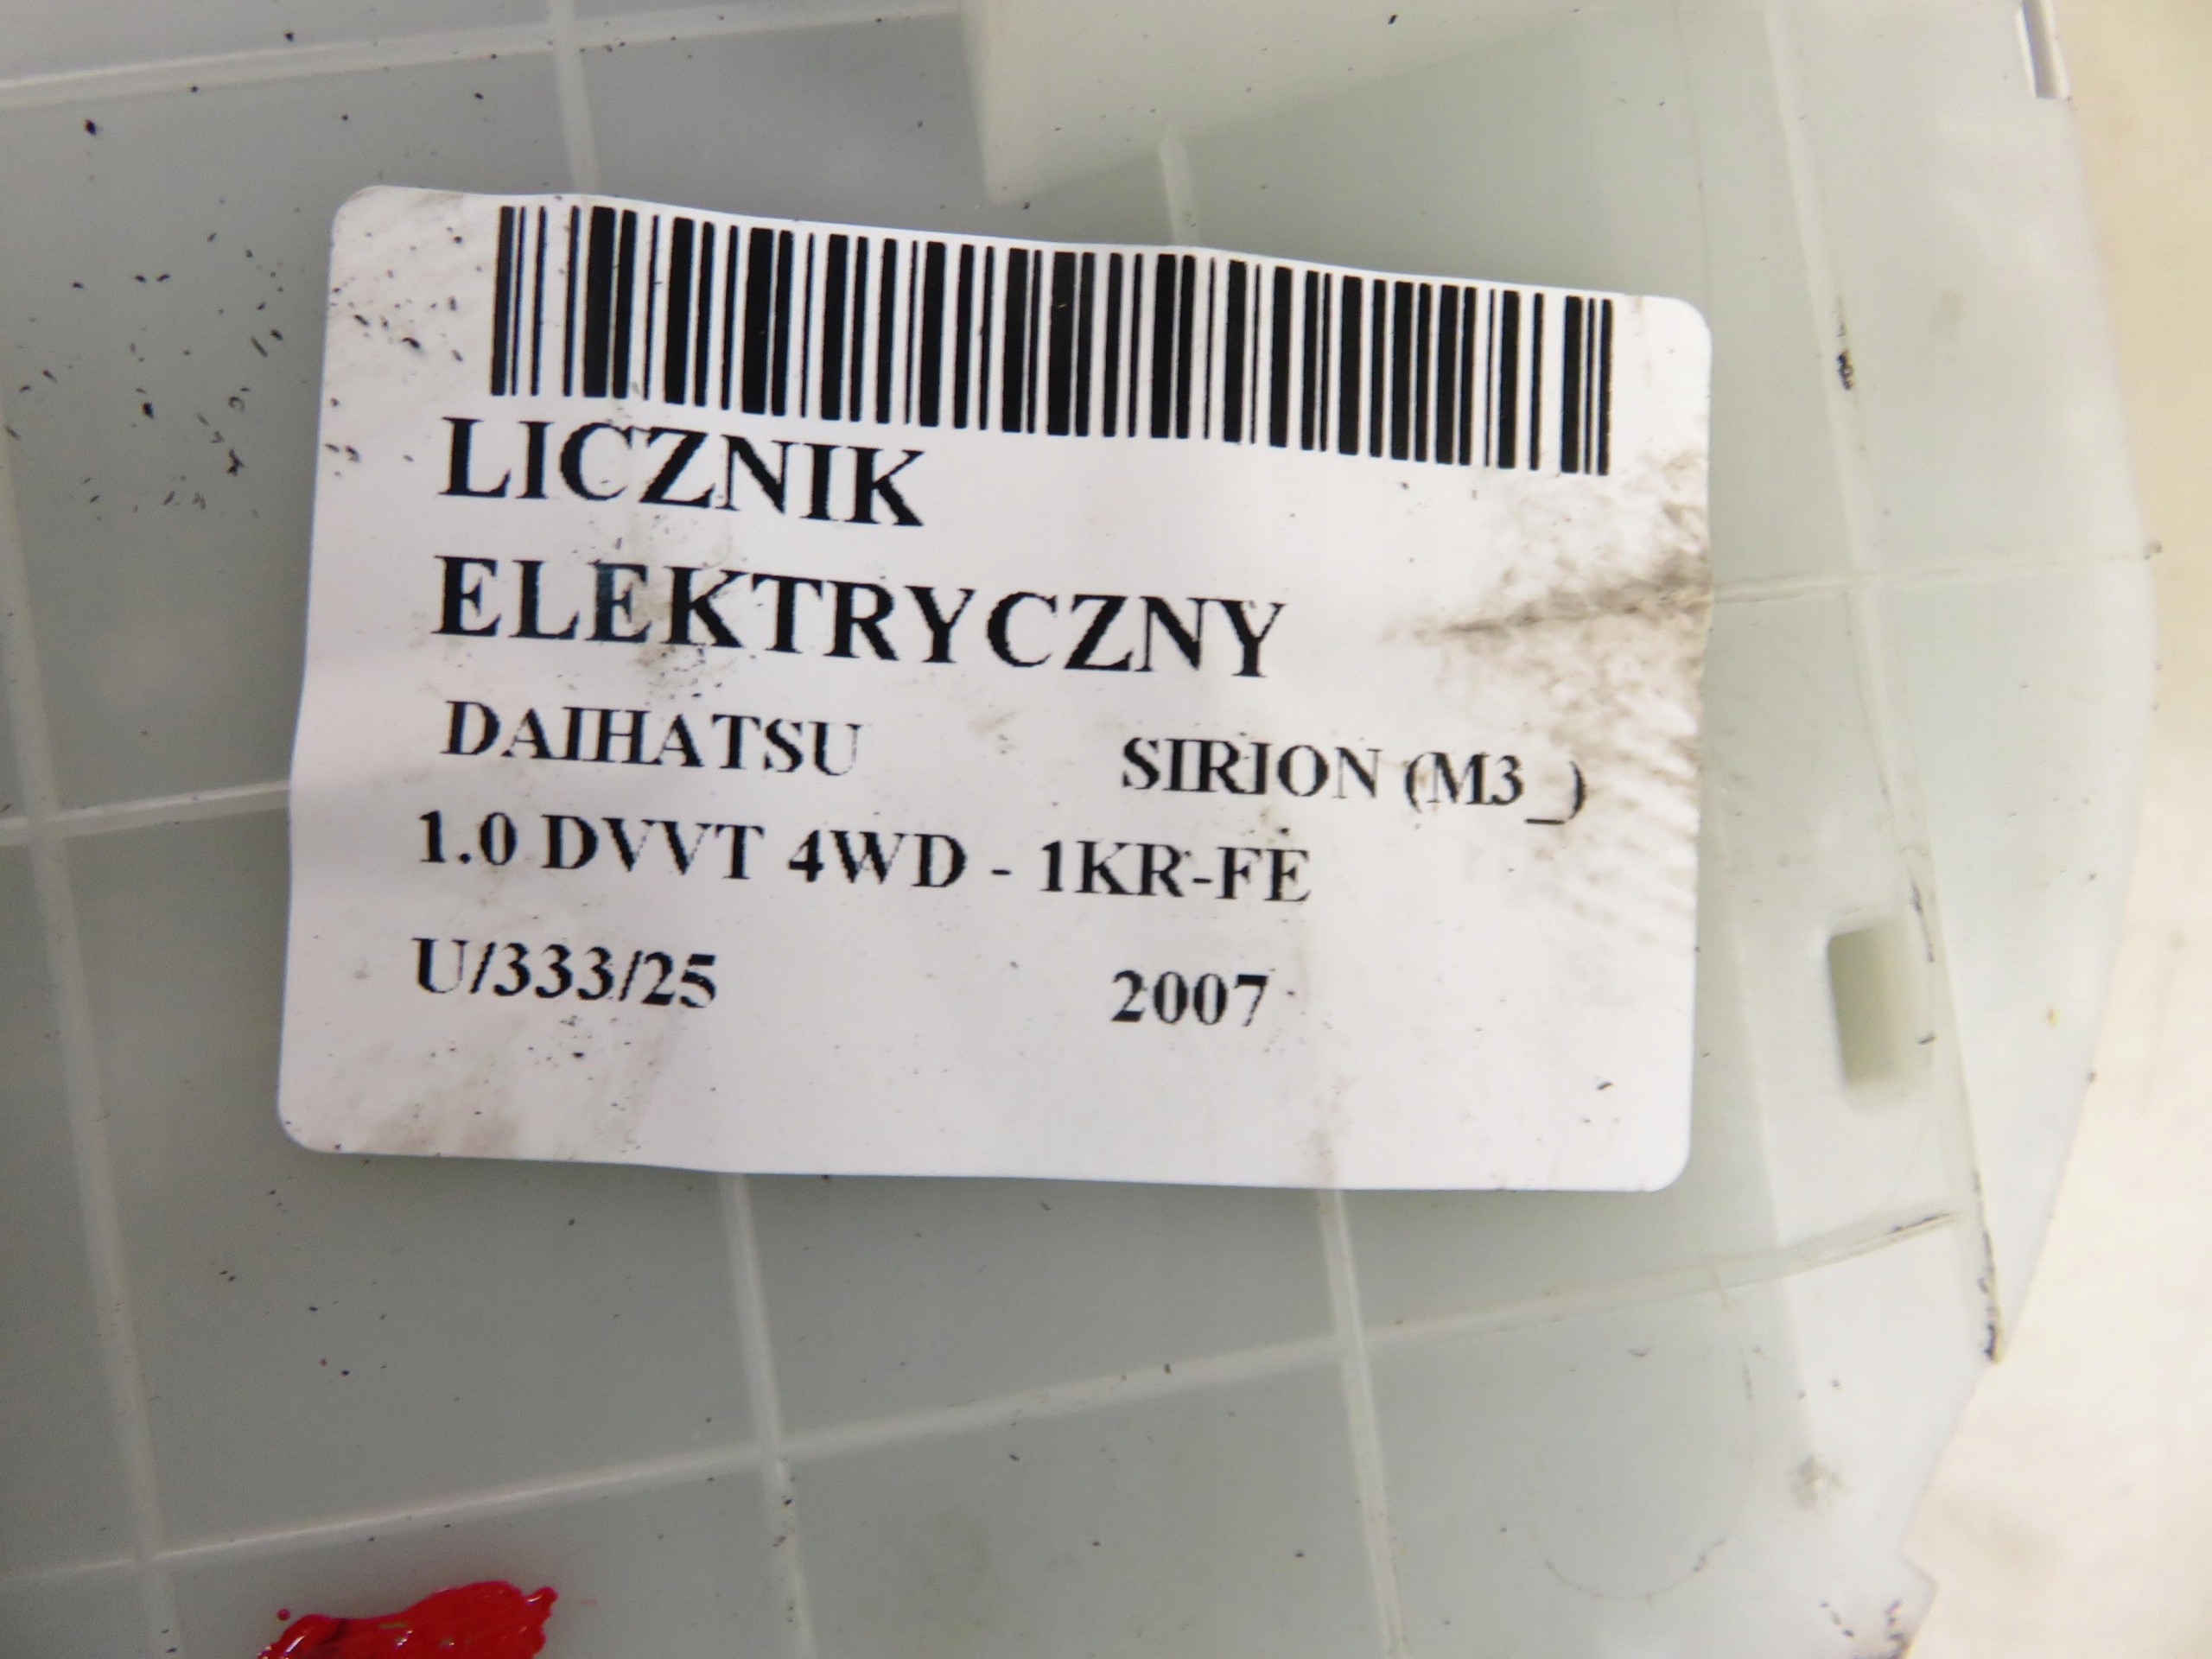 LICZNIK
ELEKTRYCZNY
DAIHATSU SIRION (M3_)
1.0 DVVT 4WD - 1KR-FE
U/333/25 2007